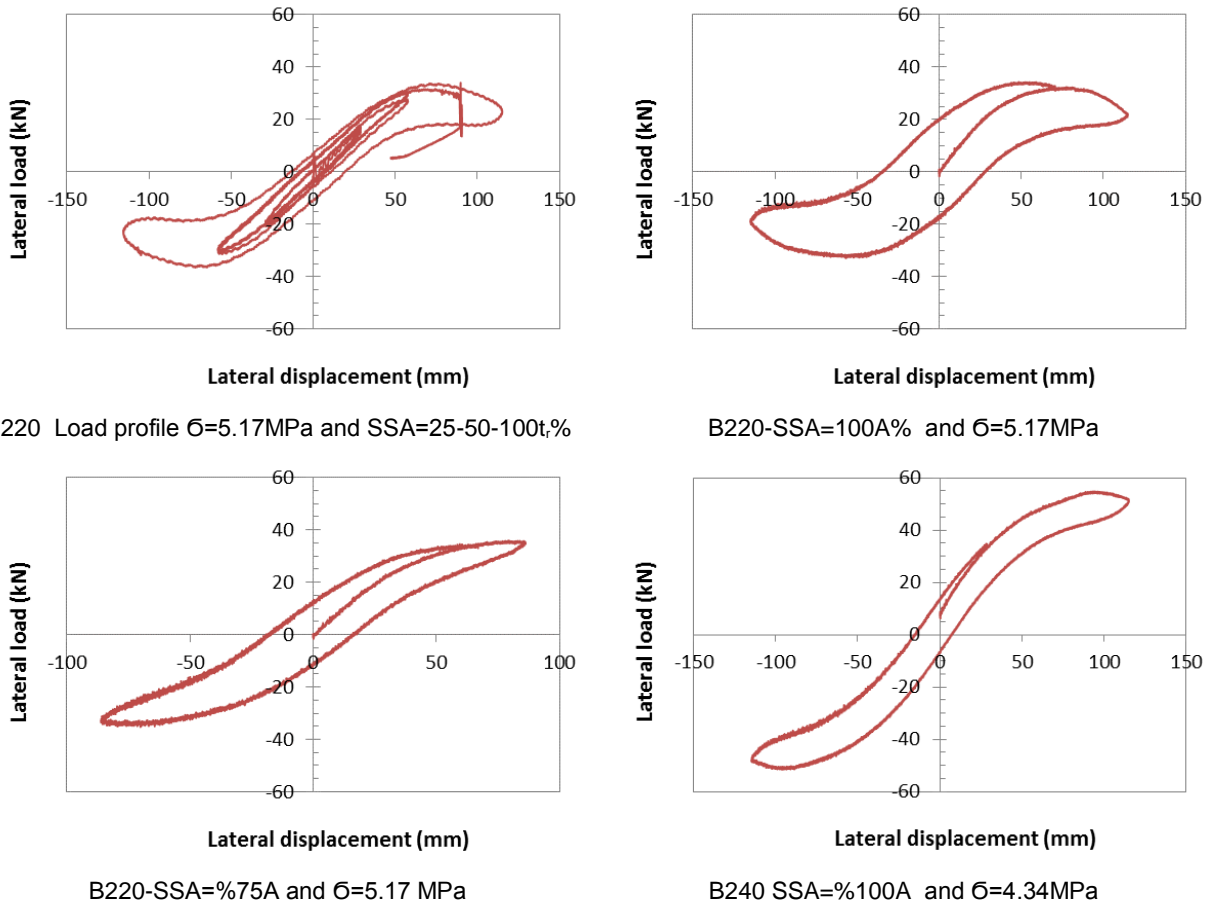 60
40
20
0
-20
-40
-60
-150 -100 -50 0 50 100 150
Lateral load (kN)
Lateral displacement (mm)
220 Load profile Ϭ=5.17MPa and SSA=25-50-100tᵣ%
60
40
20
0
-20
-40
-60
-150 -100 -50 0 50 100 150
Lateral load (kN)
Lateral displacement (mm)
B220-SSA=100A% and Ϭ=5.17MPa
60
40
20
0
-20
-40
-60
-100 -50 0 50 100
Lateral load (kN)
Lateral displacement (mm)
B220-SSA=%75A and Ϭ=5.17 MPa
60
40
20
0
-20
-40
-60
-150 -100 -50 0 50 100 150
Lateral load (kN)
Lateral displacement (mm)
B240 SSA=%100A and Ϭ=4.34MPa